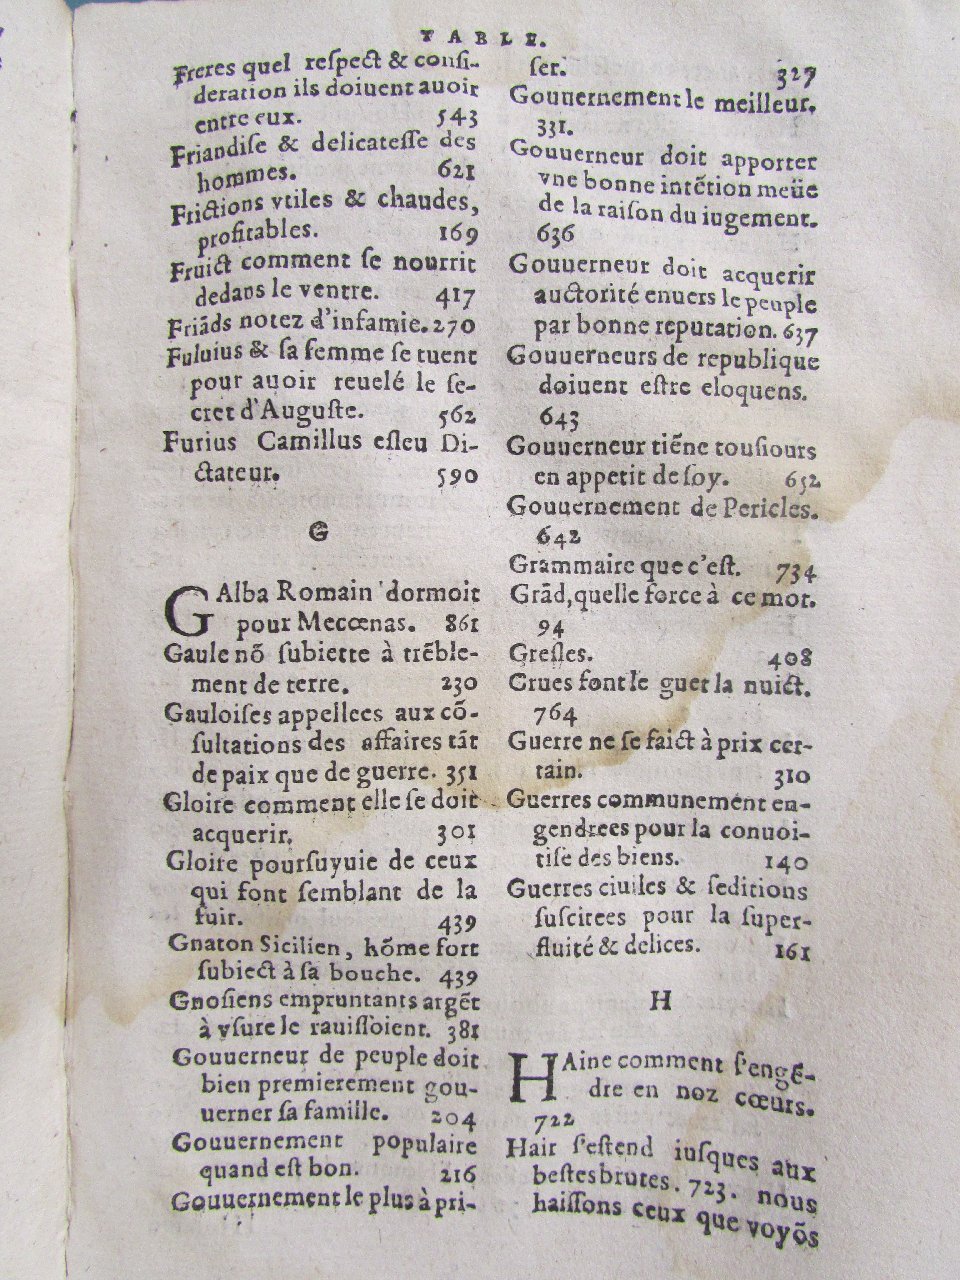 TABLE.
Freres quel respect & consi-
deration ils doiuent auoir
entre eux. 543
Friandise & delicatesse des
hommes. 621
Frictions vtiles & chaudes,
profitables. 169
Fruict comment se nourrit
dedans le ventre. 417
Friãds notez d'infamie. 270
Fuluius & sa femme se tuent
pour auoir reuelé le se-
cret d'Auguste. 562
Furius Camillus esleu Di-
ctateur. 590
G
GAlba Romain dormoit
pour Mecœnas. 861
Gaule nõ subiette à trẽble-
ment de terre. 230
Gauloises appellees aux cõ-
sultations des affaires tãt
de paix que de guerre. 351
Gloire comment elle se doit
acquerir. 301
Gloire poursuyuie de ceux
qui font semblant de la
fuir. 439
Gnaton Sicilien, hõme fort
subiect à sa bouche. 439
Gnosiens empruntants argẽt
à vsure le rauissoient. 381
Gouuerneur de peuple doit
bien premierement gou-
uerner sa famille. 204
Gouuernement populaire
quand est bon. 216
Gouuernement le plus à pri-
ser. 327
Gouuernement le meilleur.
331.
Gouuerneur doit apporter
vne bonne intẽtion meüe
de la raison du iugement.
636
Gouuerneur doit acquerir
auctorité enuers le peuple
par bonne reputation. 637
Gouuerneurs de republique
doiuent estre eloquens.
643
Gouuerneur tiẽne tousiours
en appetit de soy. 652
Gouuernement de Pericles.
642
Grammaire que c'est. 734
Grãd, quelle force à ce mot.
94
Gresles. 408
Grues font le guet la nuict.
764
Guerre ne se faict à prix cer-
tain. 310
Guerres communement en-
gendrees pour la conuoi-
tise des biens. 140
Guerres ciuiles & seditions
suscitees pour la super-
fluité & delices. 161
H
HAine comment s'engẽ-
dre en noz cœurs.
722
Hair s'estend iusques aux
bestes brutes. 723. nous
haissons ceux que voyõs